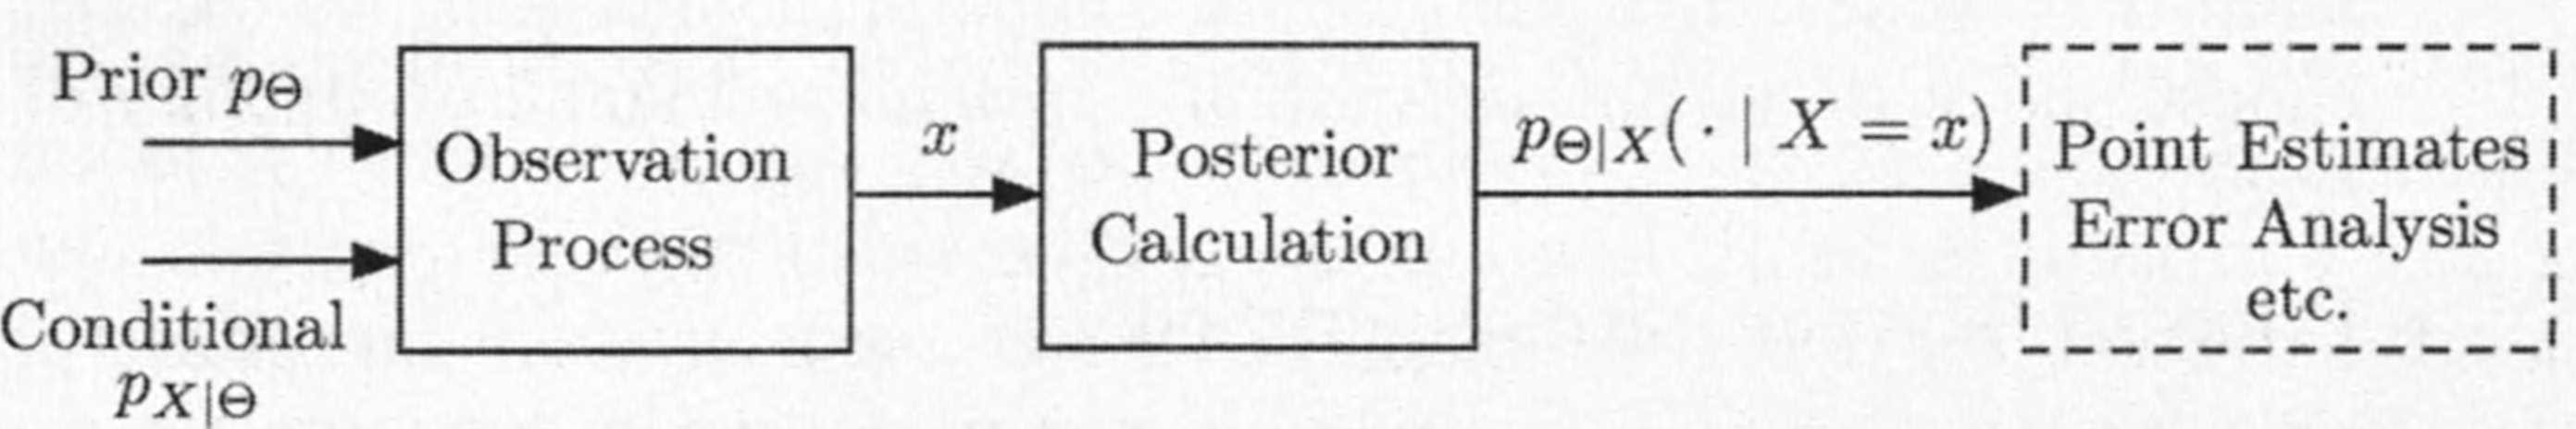 Prior pΘ
Conditional
pX|Θ
Observation
Process
x
Posterior
Calculation
pΘ|X(· | X = x)
Point Estimates
Error Analysis
etc.